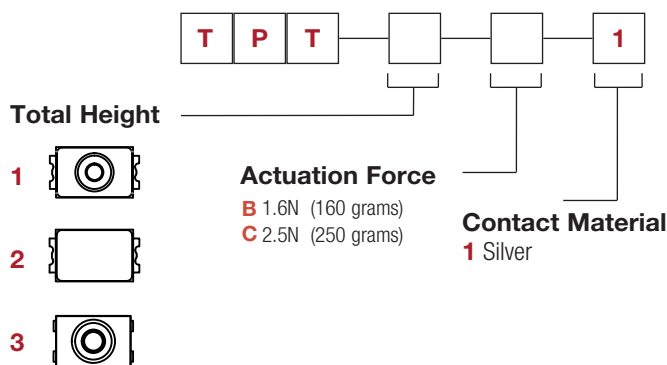 T P T 1
Total Height
1
2
3
Actuation Force
B 1.6N (160 grams)
C 2.5N (250 grams)
Contact Material
1 Silver